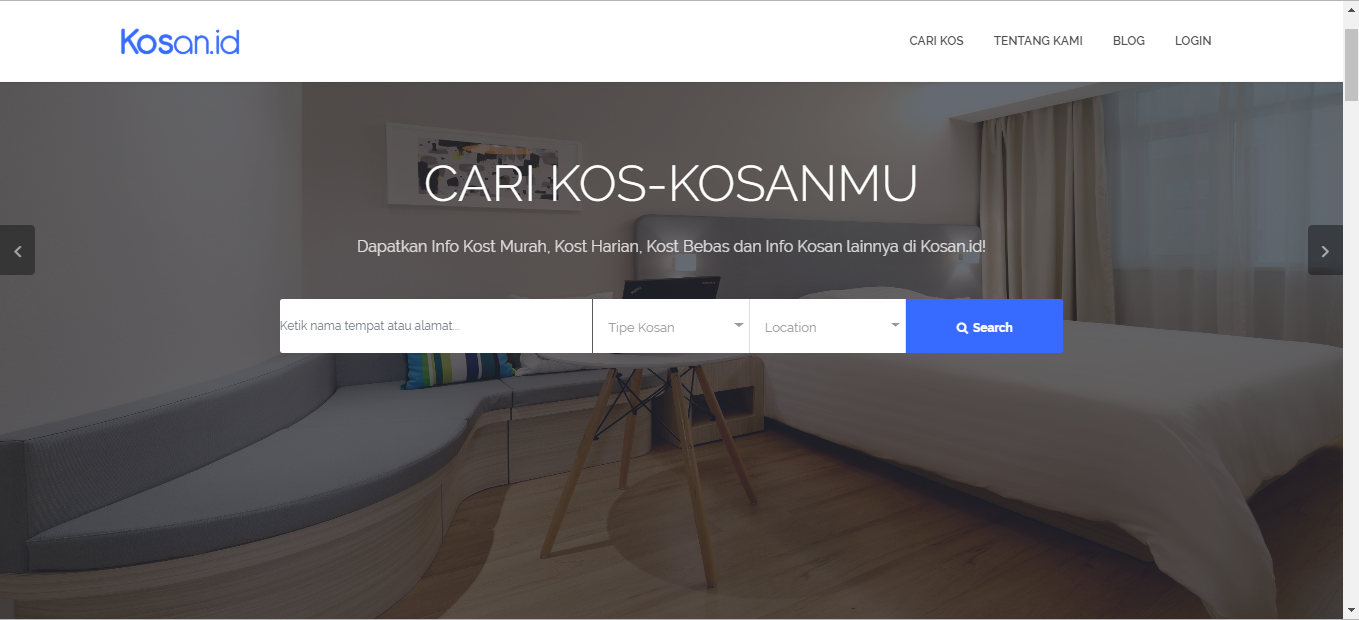 Kosan.id
CARI KOS
TENTANG KAMI
BLOG
LOGIN
CARI KOS-KOSANMU
Dapatkan Info Kost Murah, Kost Harian, Kost Bebas dan Info Kosan lainnya di Kosan.id!
Ketik nama tempat atau alamat...
Tipe Kosan
Location
Search